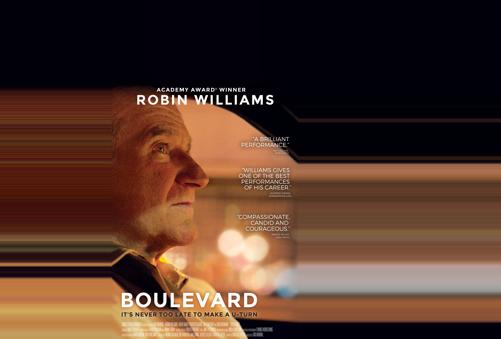 ACADEMY AWARD® WINNER
ROBIN WILLIAMS
"A BRILLIANT
PERFORMANCE."
"WILLIAMS GIVES
ONE OF THE BEST
PERFORMANCES
OF HIS CAREER."
"COMPASSIONATE,
CANDID AND
COURAGEOUS."
BOULEVARD
IT'S NEVER TOO LATE TO MAKE A U-TURN